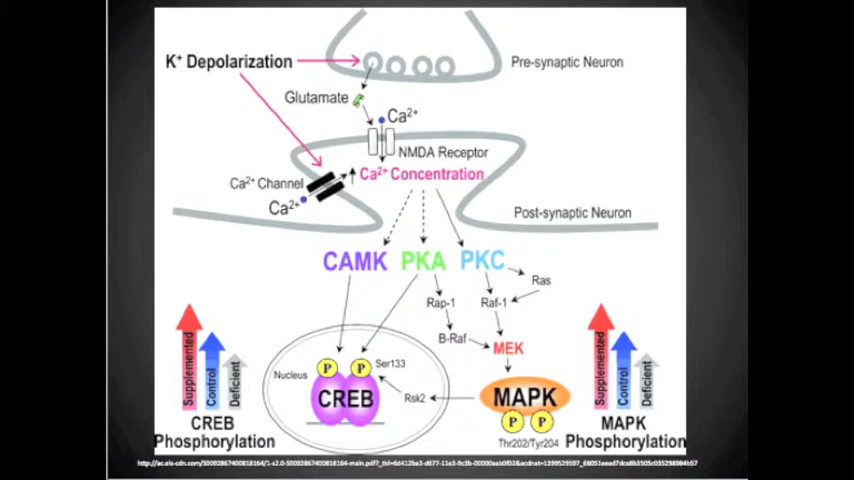 K+ Depolarization
Pre-synaptic Neuron
Glutamate
Ca2+
NMDA Receptor
Ca2+ Channel
Ca2+ Concentration
Ca2+
Post-synaptic Neuron
CAMK PKA PKC
Ras
Rap-1
Raf-1
B-Raf
MEK
Supplemented
Control
Deficient
CREB
Phosphorylation
Nucleus
P
P
Ser133
CREB
Rsk2
MAPK
P
P
Thr202/Tyr204
Supplemented
Control
Deficient
MAPK
Phosphorylation